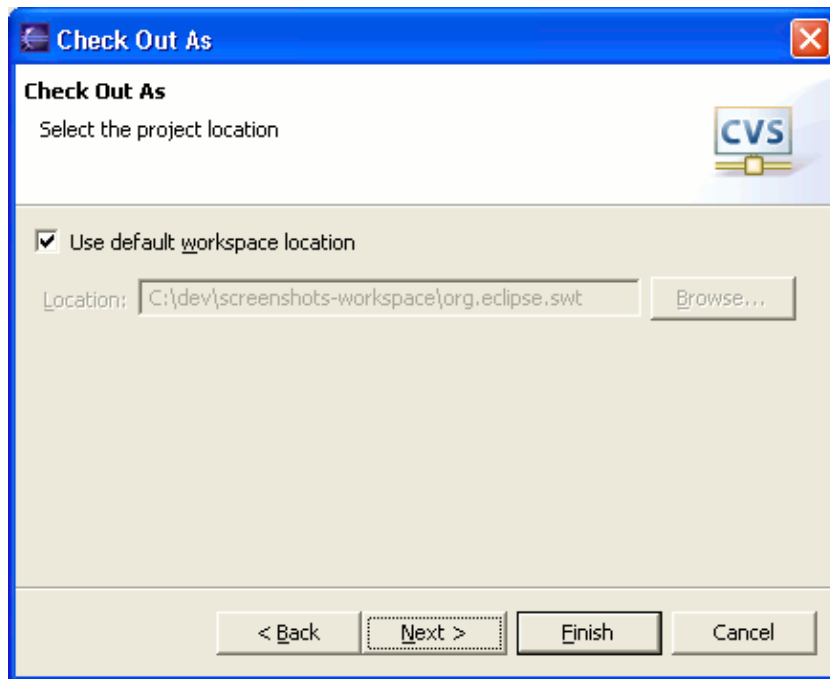 Check Out As
Check Out As
Select the project location
CVS
Use default workspace location
Location: C:\dev\screenshots-workspace\org.eclipse.swt Browse...
< Back Next > Finish Cancel